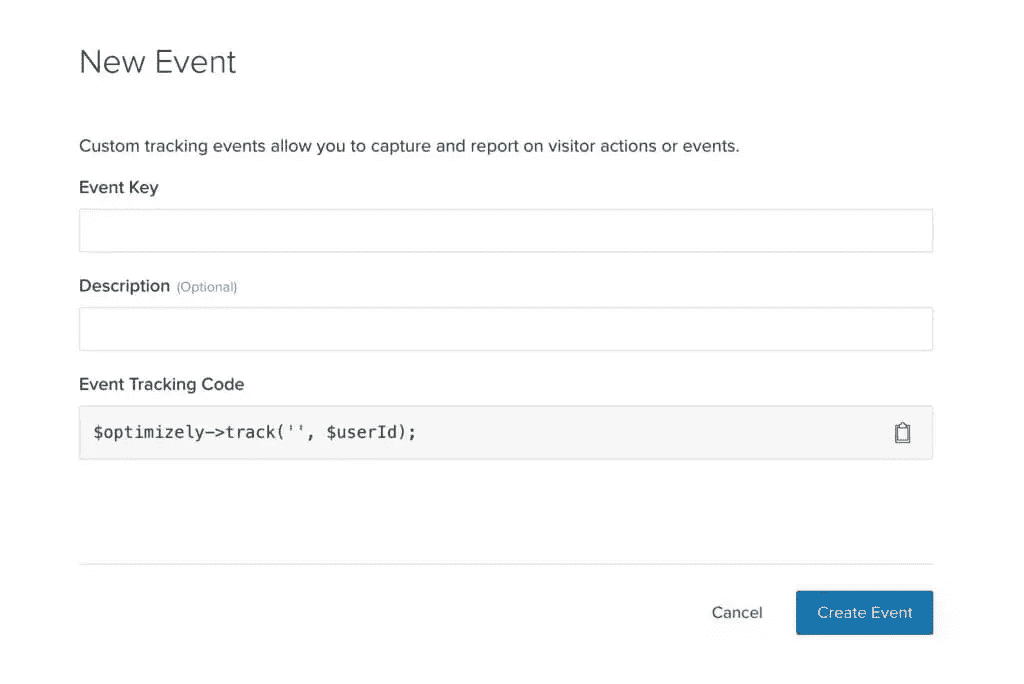 New Event
Custom tracking events allow you to capture and report on visitor actions or events.
Event Key
Description (Optional)
Event Tracking Code
$optimizely->track('', $userId);
Cancel
Create Event